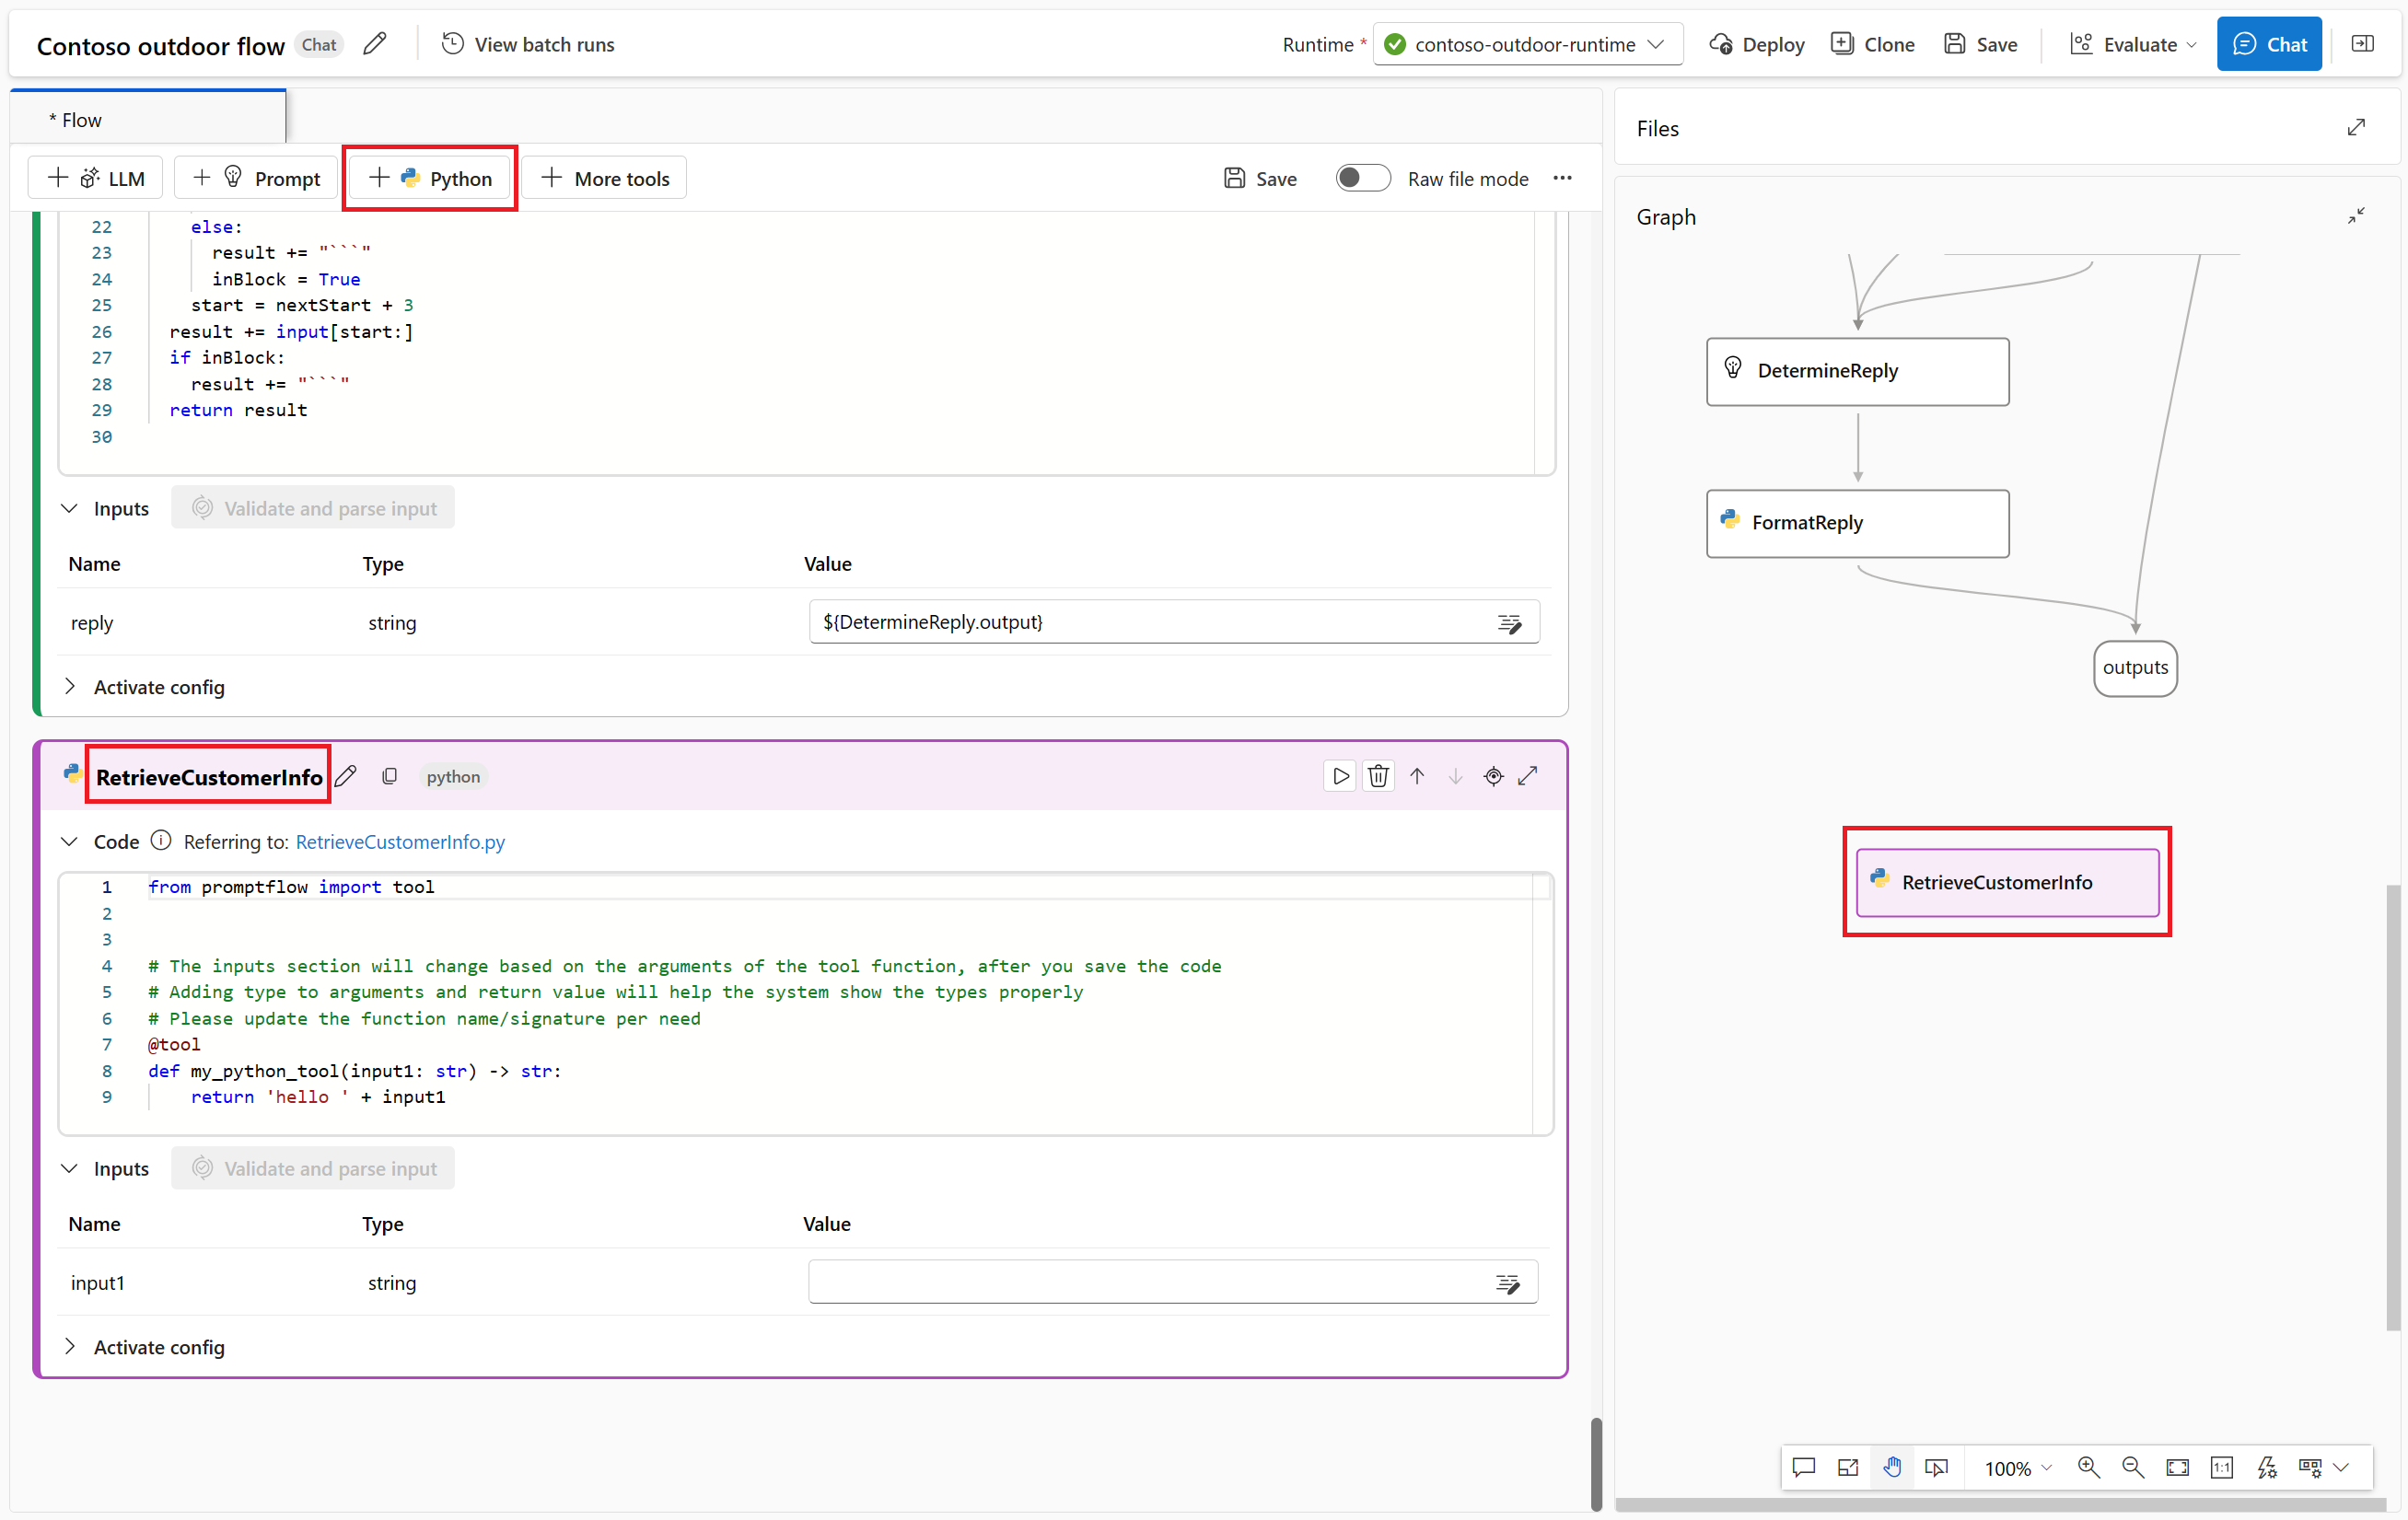 Contoso outdoor flow Chat View batch runs Runtime * contoso-outdoor-runtime Deploy Clone Save Evaluate Chat
* Flow
LLM Prompt Python More tools Save Raw file mode
22 else:
23 result += "```"
24 inBlock = True
25 start = nextStart + 3
26 result += input[start:]
27 if inBlock:
28 result += "```"
29 return result
30
Inputs Validate and parse input
Name Type Value
reply string ${DetermineReply.output}
Activate config
RetrieveCustomerInfo python
Code Referring to: RetrieveCustomerInfo.py
1 from promptflow import tool
2
3
4 # The inputs section will change based on the arguments of the tool function, after you save the code
5 # Adding type to arguments and return value will help the system show the types properly
6 # Please update the function name/signature per need
7 @tool
8 def my_python_tool(input1: str) -> str:
9 return 'hello ' + input1
Inputs Validate and parse input
Name Type Value
input1 string
Activate config
Files
Graph
DetermineReply
FormatReply
outputs
RetrieveCustomerInfo
100% 1:1